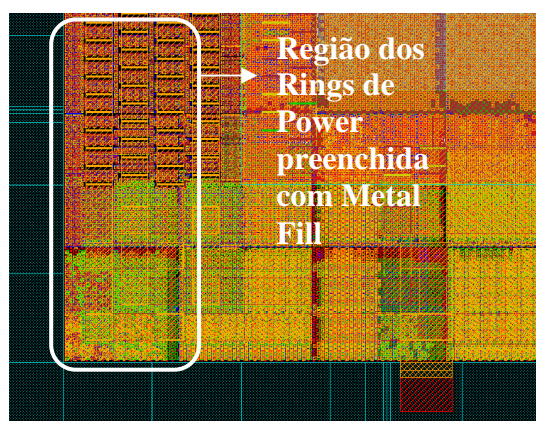 Região dos
Rings de
Power
preenchida
com Metal
Fill